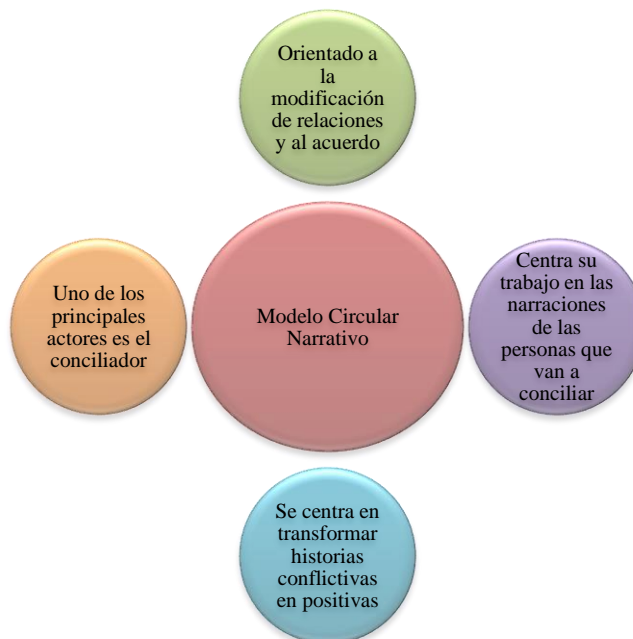 Orientado a
la
modificación
de relaciones
y al acuerdo
Uno de los
principales
actores es el
conciliador
Modelo Circular
Narrativo
Centra su
trabajo en las
narraciones
de las
personas que
van a
conciliar
Se centra en
transformar
historias
conflictivas
en positivas